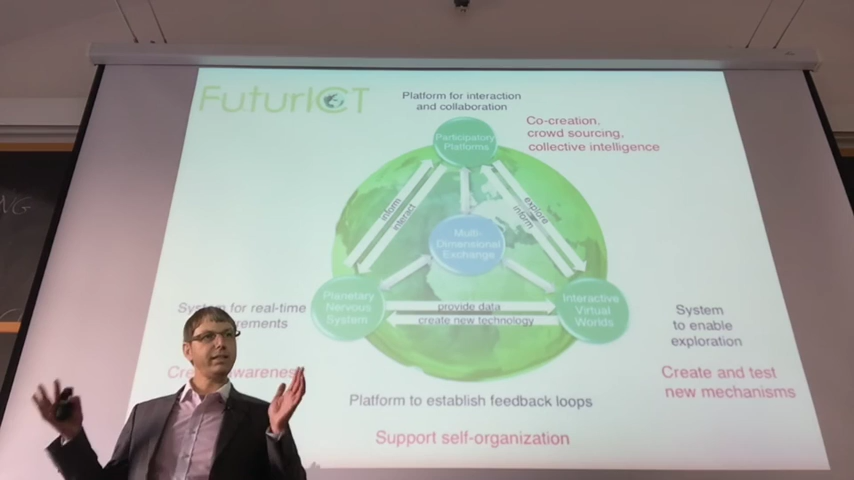 FuturICT
Platform for interaction
and collaboration
Co-creation,
crowd sourcing,
collective intelligence
Participatory
Platforms
inform
interact
explore
inform
Multi-
Dimensional
Exchange
Planetary
Nervous
System
provide data
create new technology
Interactive
Virtual
Worlds
System for real-time
System
to enable
exploration
Create and test
new mechanisms
Platform to establish feedback loops
Support self-organization